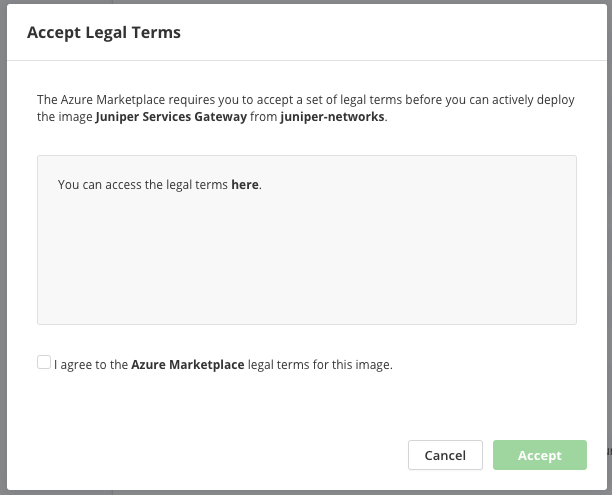 Accept Legal Terms
The Azure Marketplace requires you to accept a set of legal terms before you can actively deploy
the image Juniper Services Gateway from juniper-networks.
You can access the legal terms here.
I agree to the Azure Marketplace legal terms for this image.
Cancel Accept